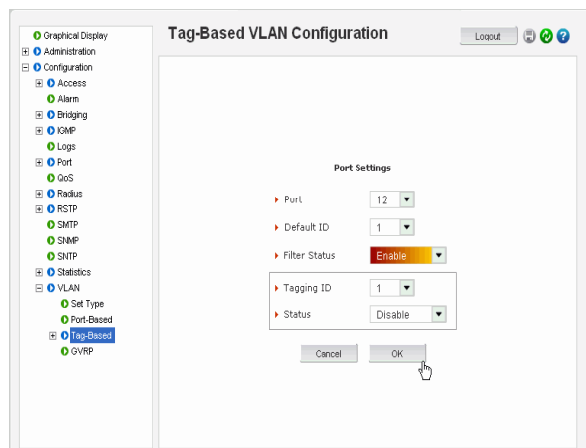 Tag-Based VLAN Configuration
Logout
Graphical Display
Administration
Configuration
Access
Alarm
Bridging
IGMP
Logs
Port
QoS
Radius
RSTP
SMTP
SNMP
SNTP
Statistics
VLAN
Set Type
Port-Based
Tag-Based
GVRP
Port Settings
Port 12
Default ID 1
Filter Status Enable
Tagging ID 1
Status Disable
Cancel OK